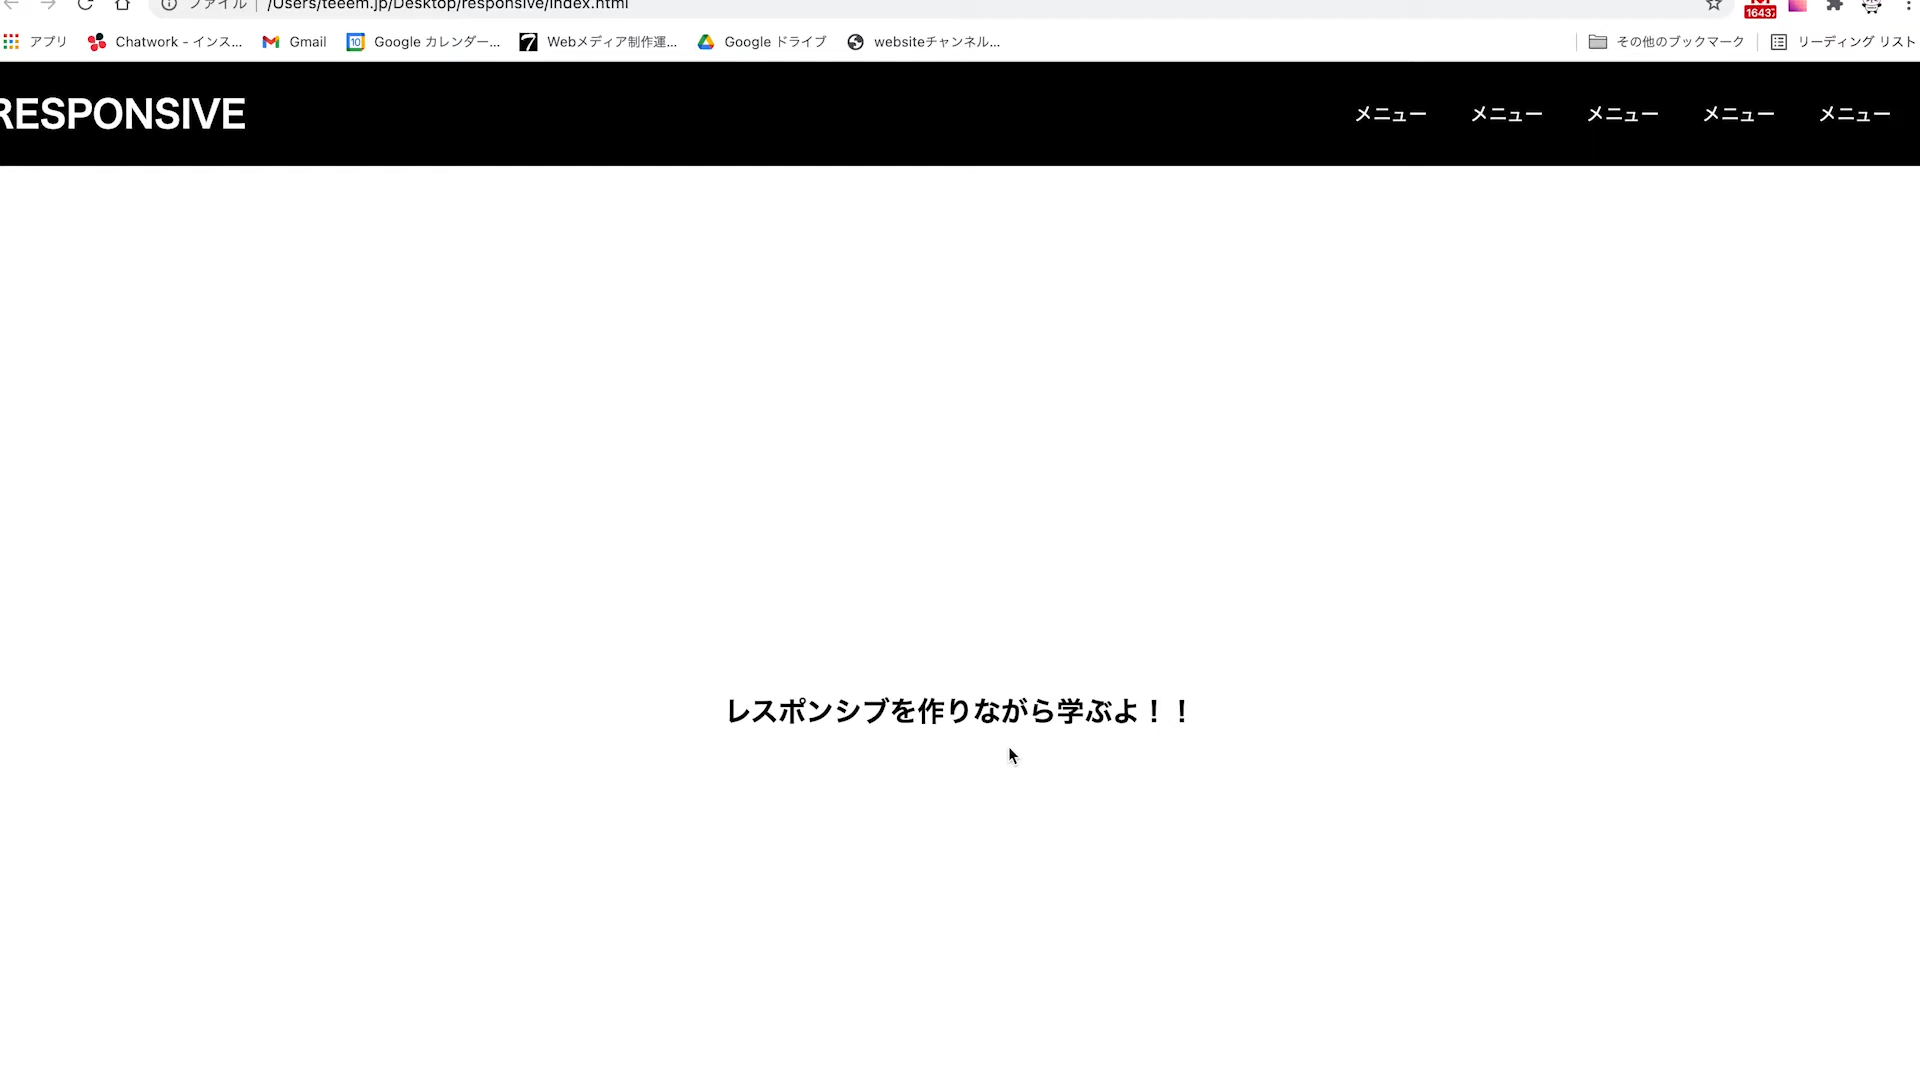 ファイル /Users/teeem.jp/Desktop/responsive/index.html
16437
アプリ Chatwork - インス... Gmail Google カレンダー... Webメディア制作運... Google ドライブ websiteチャンネル... その他のブックマーク リーディング リスト
RESPONSIVE メニュー メニュー メニュー メニュー メニュー
レスポンシブを作りながら学ぶよ！！